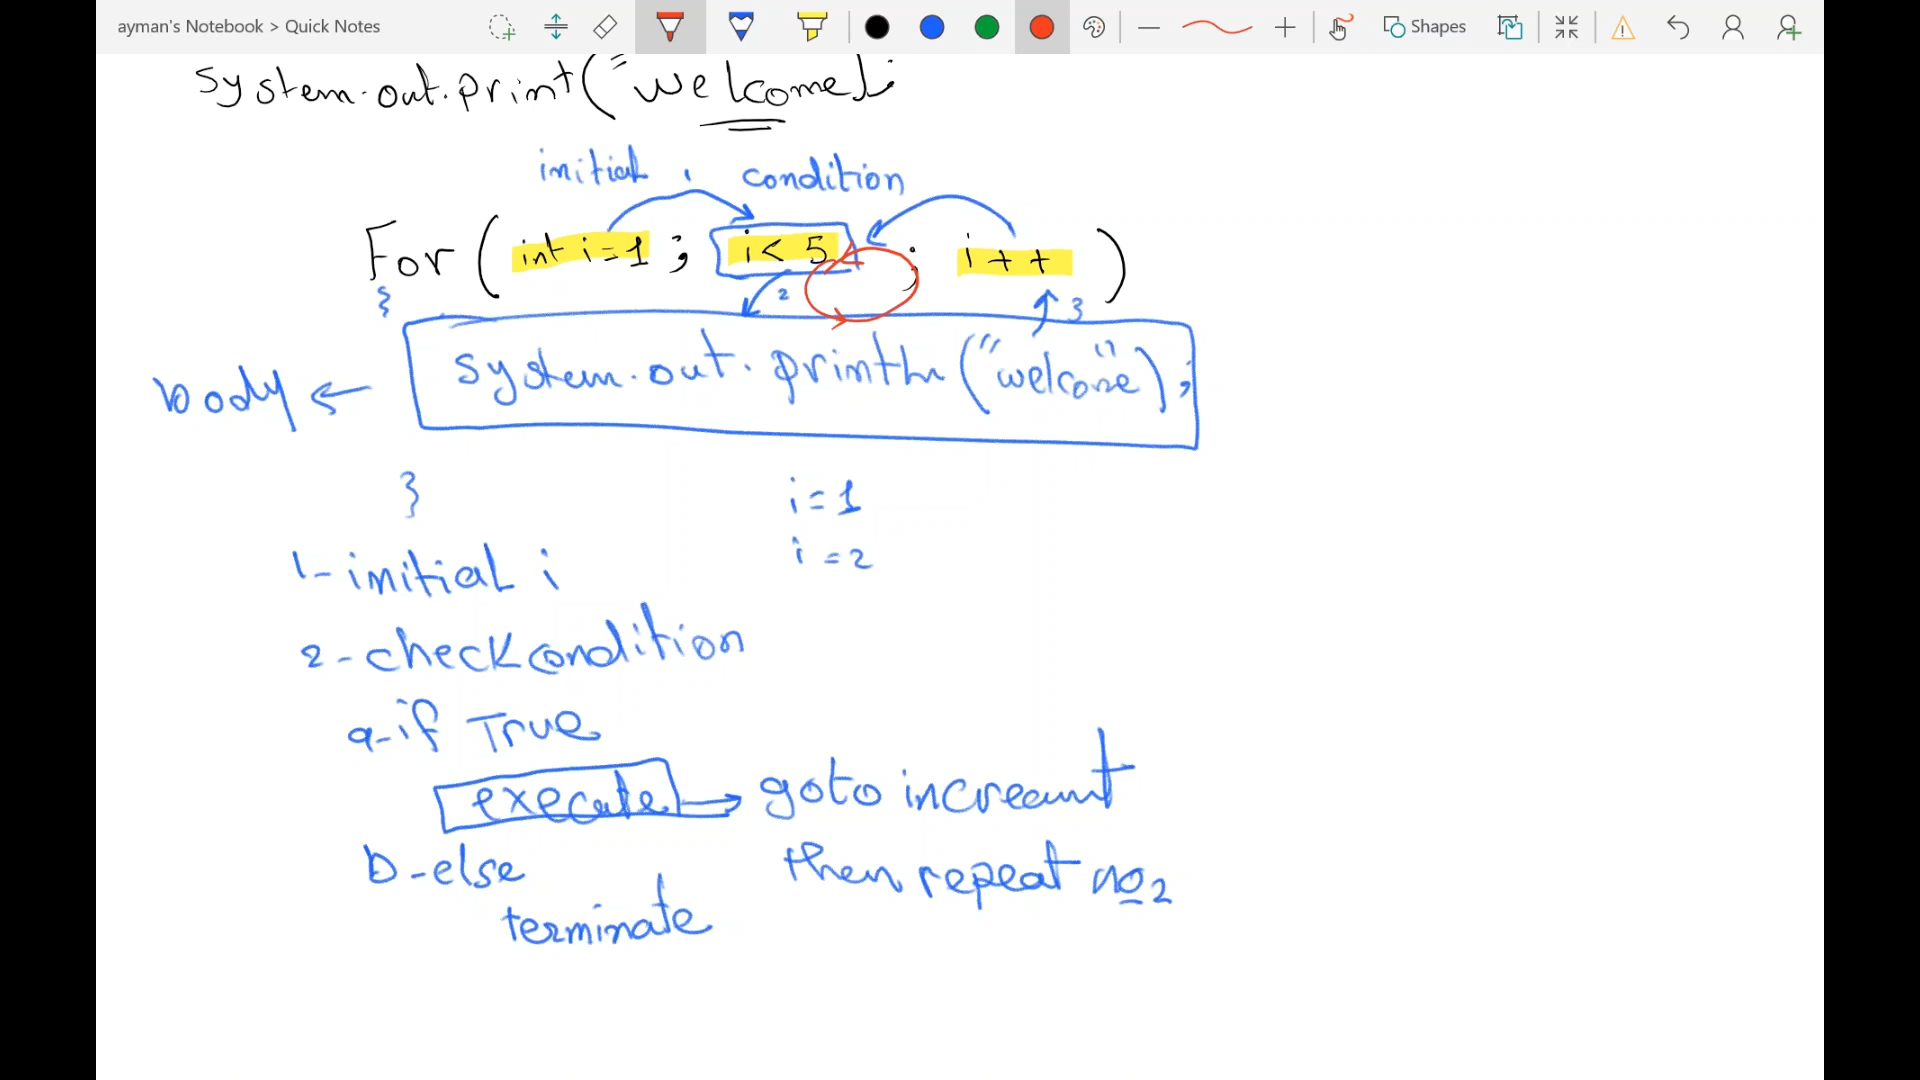 ayman's Notebook > Quick Notes
Shapes
system.out.print("welcome);
initial , condition
For ( int i=1 ; i< 5 ; i++ )
{
2
3
system.out.println("welcome");
body ←
}
i=1
i=2
1-initial i
2-check condition
a-if True
execute → goto increamnt
b-else
then repeat no2
terminate